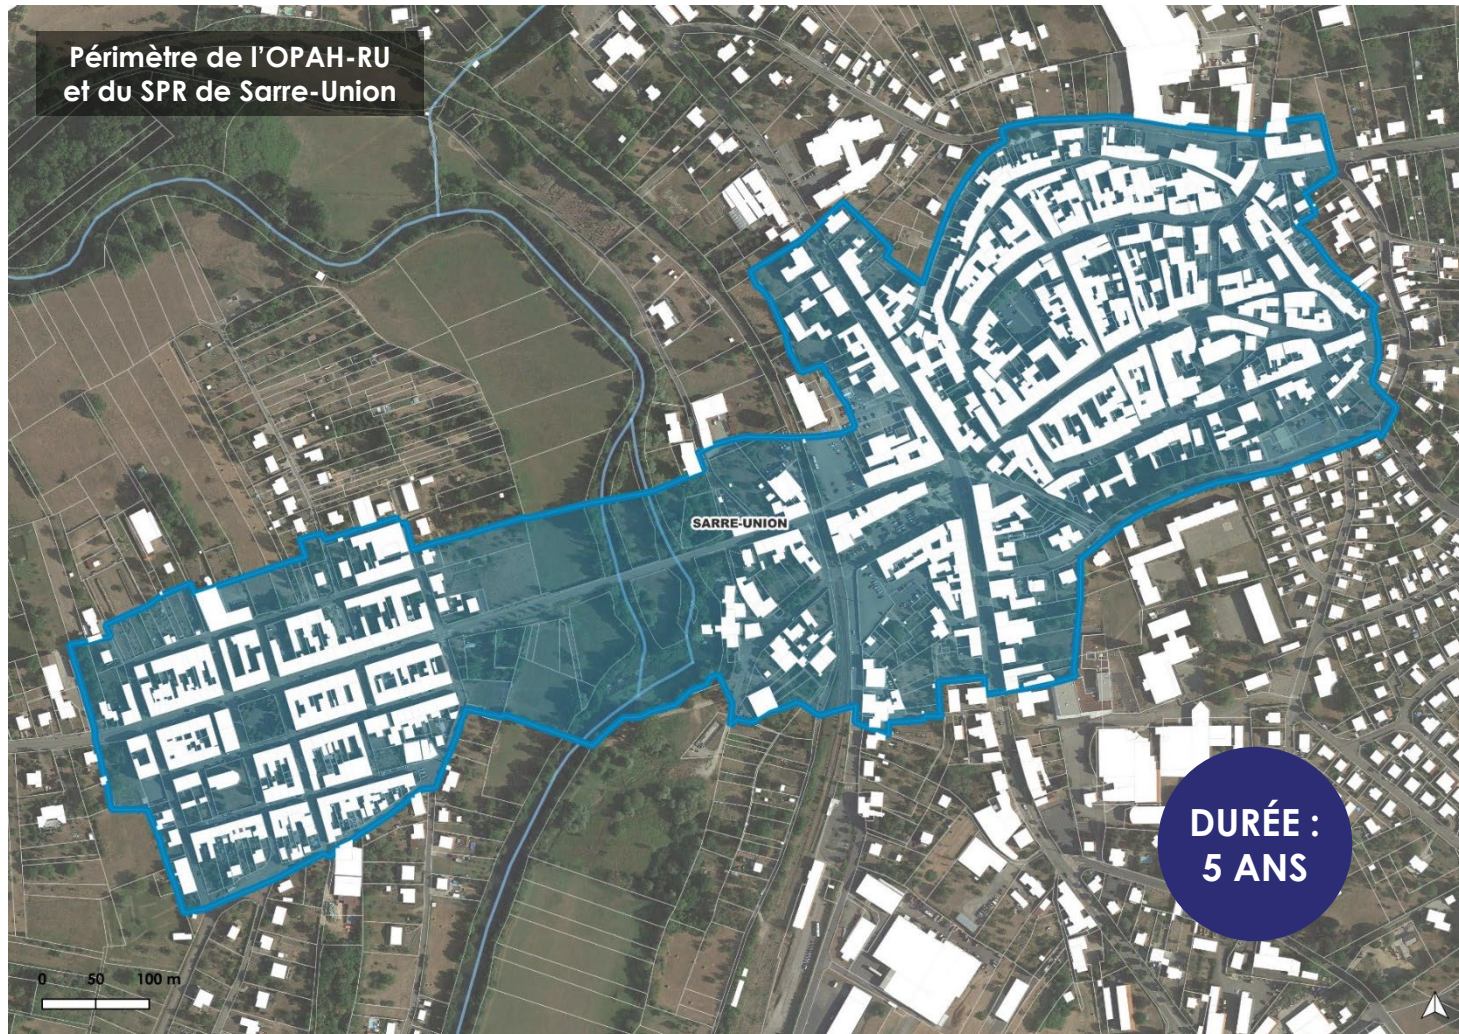 Périmètre de l'OPAH-RU
et du SPR de Sarre-Union
SARRE-UNION
DURÉE :
5 ANS
0 50 100 m